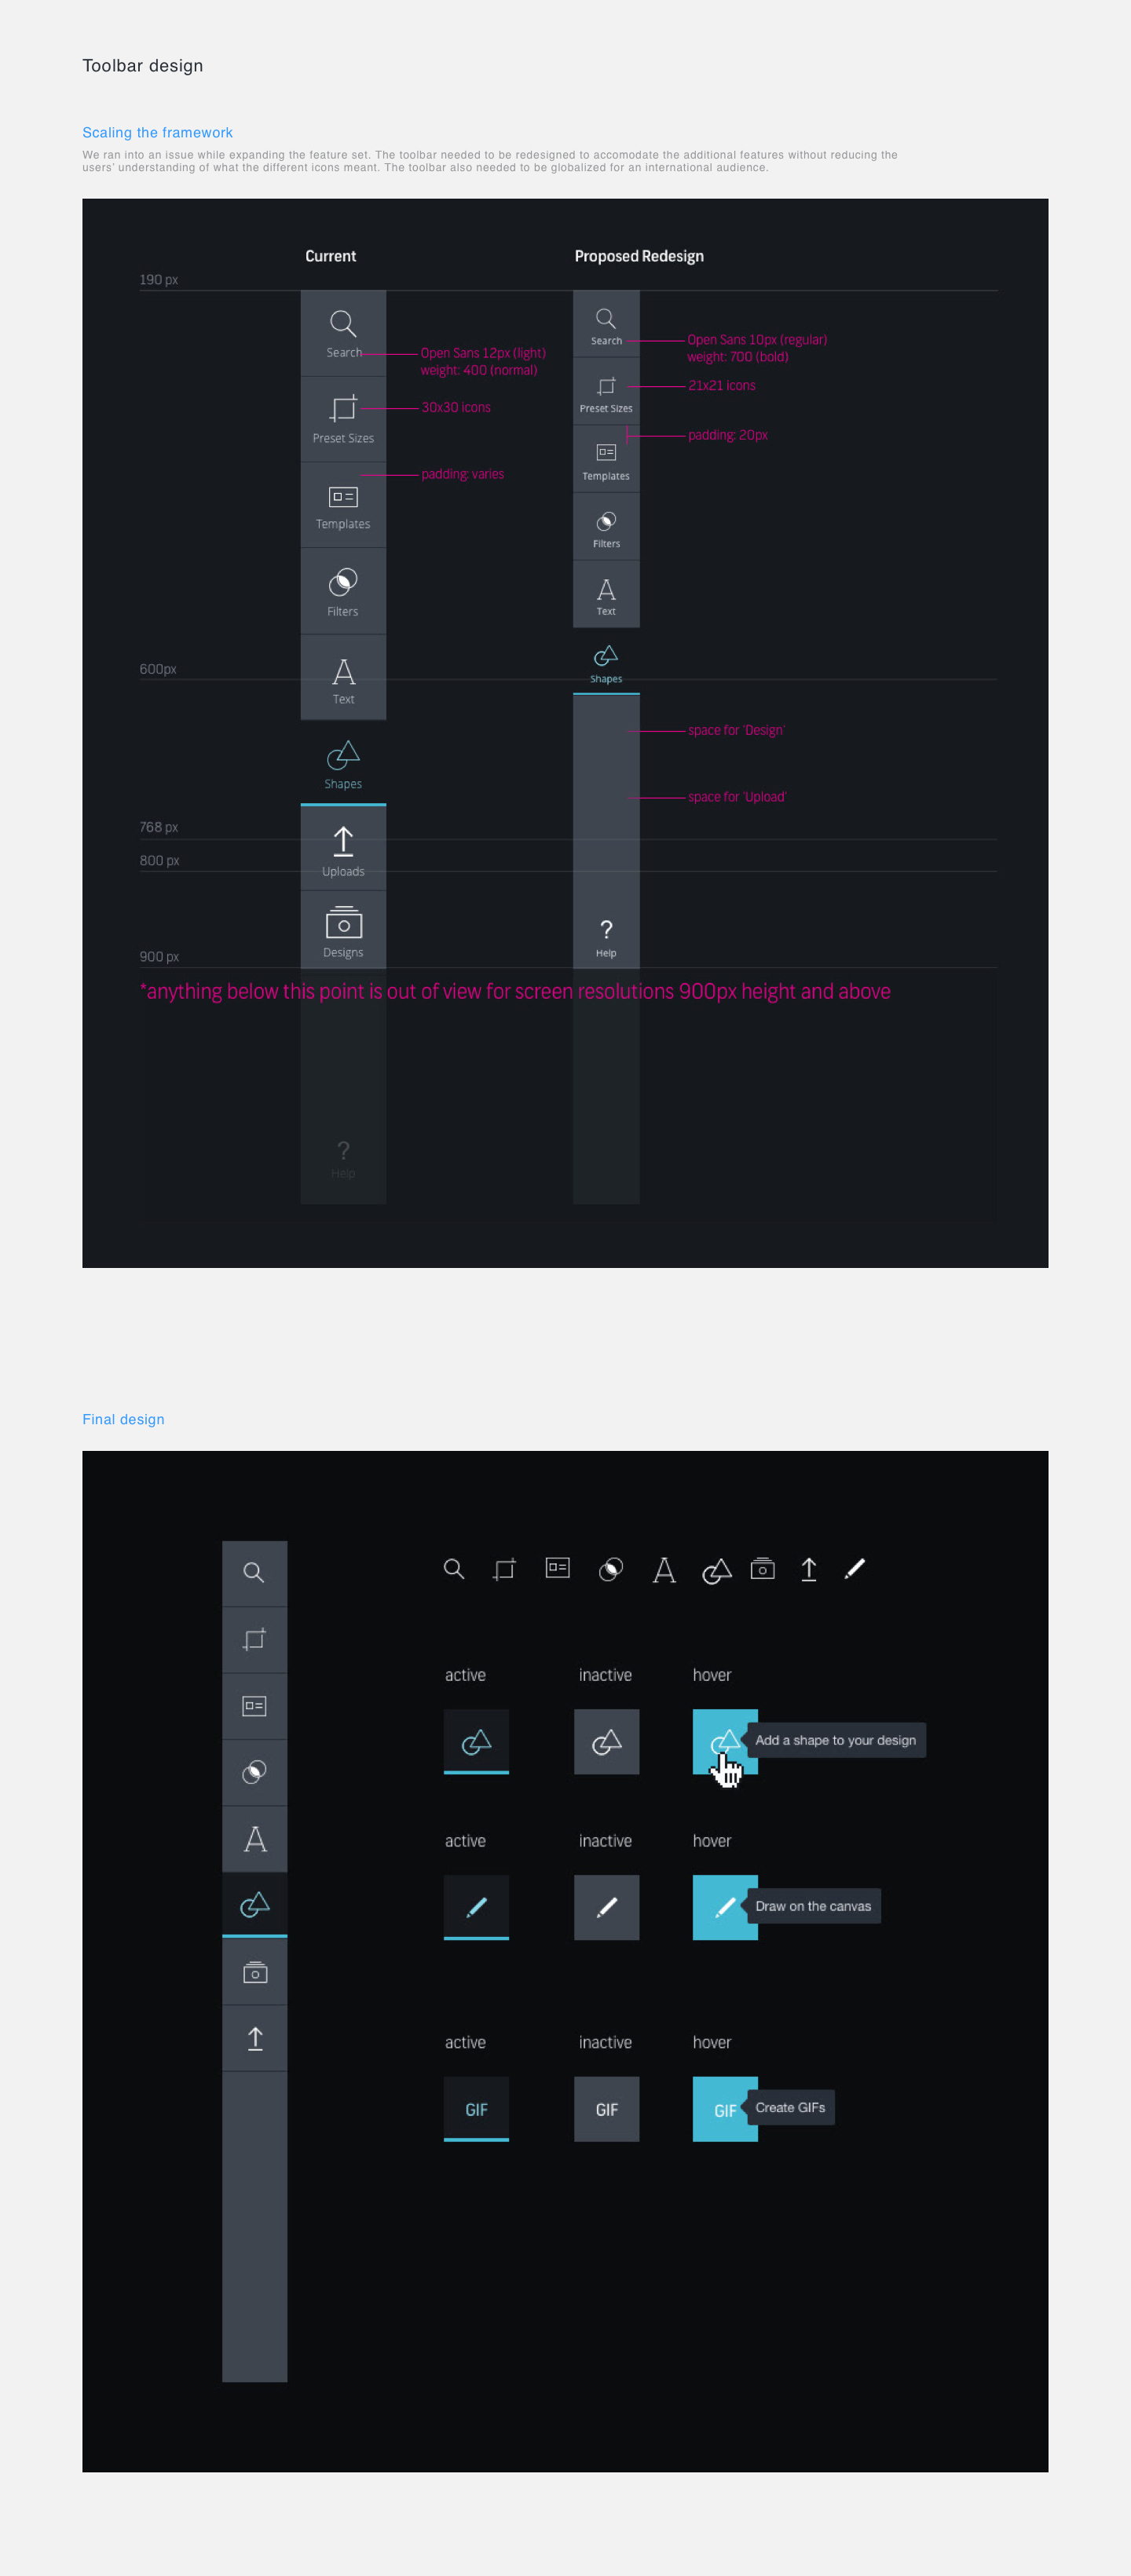 Toolbar design
Scaling the framework
We ran into an issue while expanding the feature set. The toolbar needed to be redesigned to accomodate the additional features without reducing the
users' understanding of what the different icons meant. The toolbar also needed to be globalized for an international audience.
Current
Proposed Redesign
190 px
Search
Open Sans 12px (light)
weight: 400 (normal)
Search
Open Sans 10px (regular)
weight: 700 (bold)
30x30 icons
21x21 icons
Preset Sizes
Preset Sizes
padding: varies
padding: 20px
Templates
Templates
Filters
Filters
Text
Text
600px
Shapes
Shapes
space for 'Design'
space for 'Upload'
768 px
800 px
Uploads
Designs
?
Help
900 px
*anything below this point is out of view for screen resolutions 900px height and above
?
Help
Final design
A
A
active
inactive
hover
Add a shape to your design
active
inactive
hover
Draw on the canvas
active
inactive
hover
GIF
GIF
GIF
Create GIFs